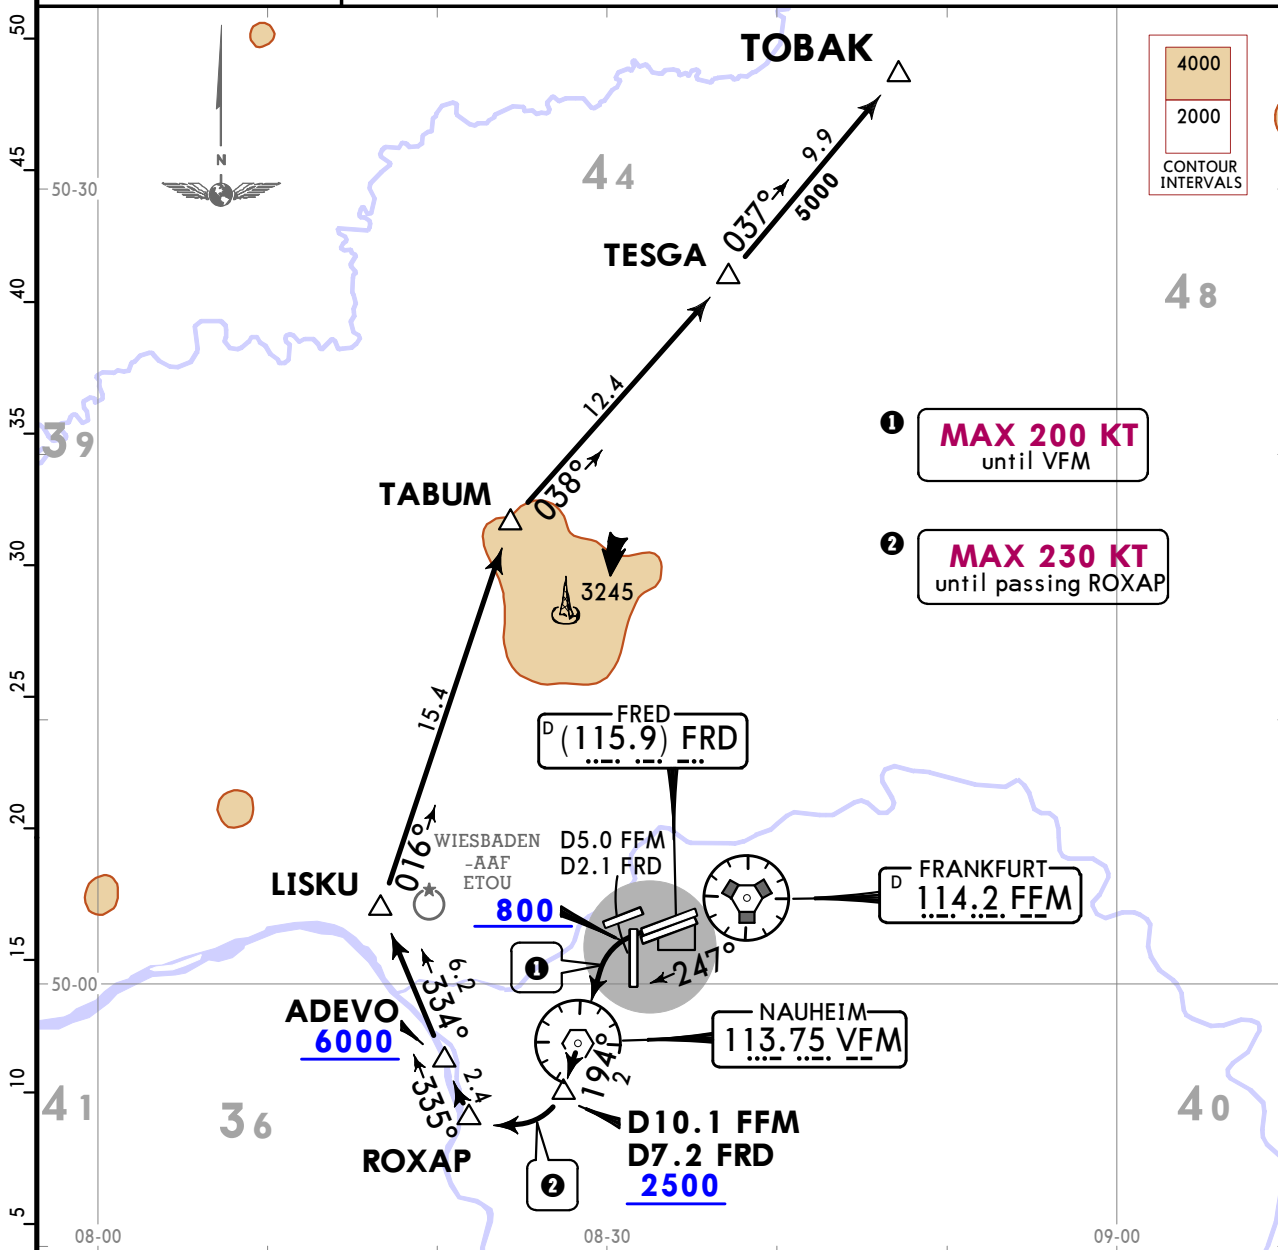 50
TOBAK
4000
2000
CONTOUR
INTERVALS
N
45
50-30
44
9.9
037°
5000
TESGA
40
48
12.4
35
39
1 MAX 200 KT
until VFM
TABUM
038°
2 MAX 230 KT
until passing ROXAP
30
3245
25
15.4
FRED
D (115.9) FRD
20
016°
WIESBADEN
-AAF
ETOU
D5.0 FFM
D2.1 FRD
LISKU
800
FRANKFURT
D 114.2 FFM
15
6.2
334°
1
247°
50-00
ADEVO
6000
NAUHEIM
113.75 VFM
10
2.4
335°
194°
2
41
36
40
D10.1 FFM
D7.2 FRD
2500
ROXAP
2
5
08-00
08-30
09-00